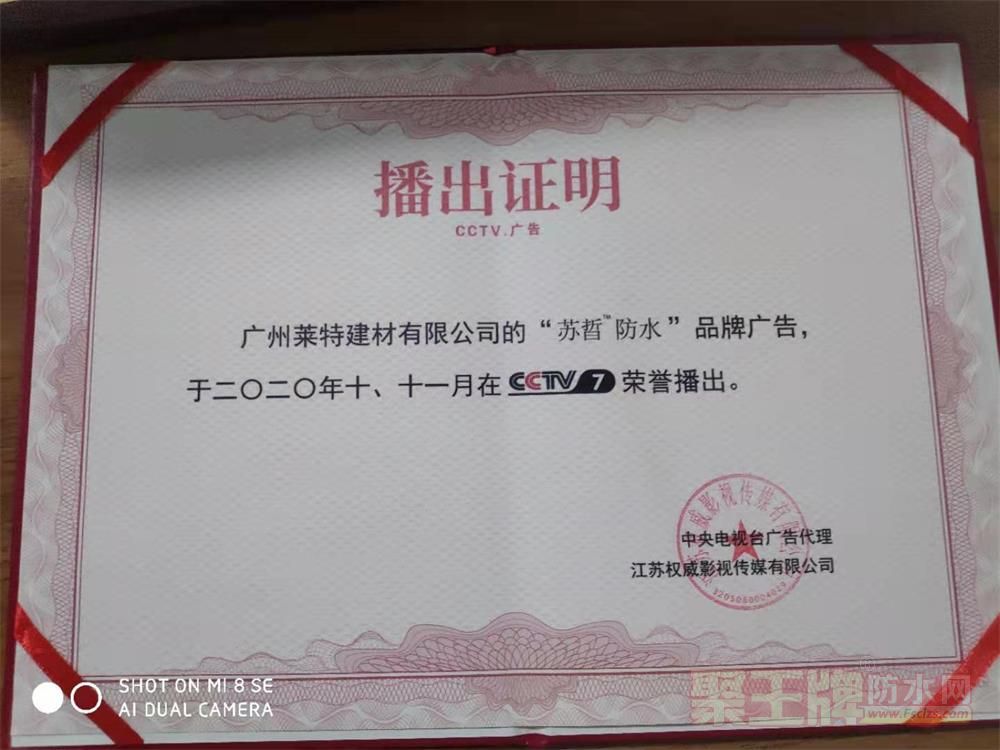 播出证明
CCTV.广告
广州莱特建材有限公司的“苏晢™防水”品牌广告，
于二〇二〇年十、十一月在CCTV 7荣誉播出。
中央电视台广告代理
江苏权威影视传媒有限公司
SHOT ON MI 8 SE
AI DUAL CAMERA
聚王牌防水网
www.Fsclzs.com